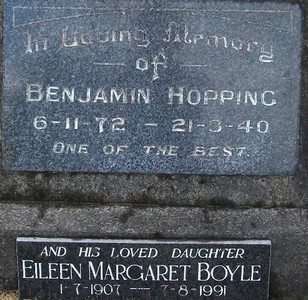 In Loving Memory
of
BENJAMIN HOPPING
6-11-72 - 21-3-40
ONE OF THE BEST.
AND HIS LOVED DAUGHTER
EILEEN MARGARET BOYLE
1-7-1907 - 7-8-1991